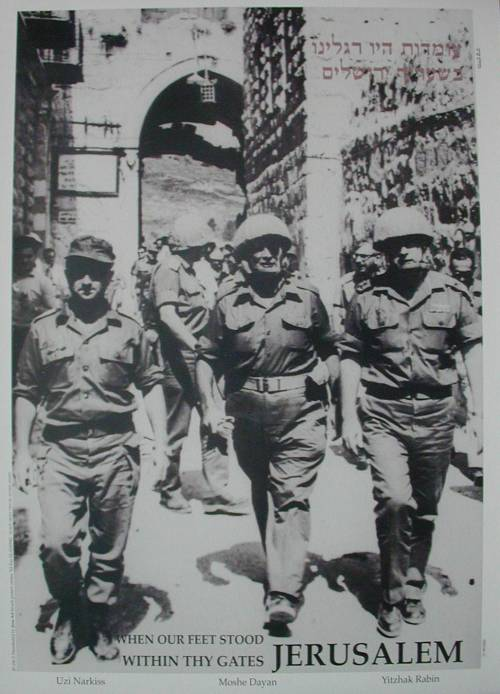 עומדות היו רגלינו
בשעריך ירושלים
WHEN OUR FEET STOOD
WITHIN THY GATES JERUSALEM
Uzi Narkiss Moshe Dayan Yitzhak Rabin